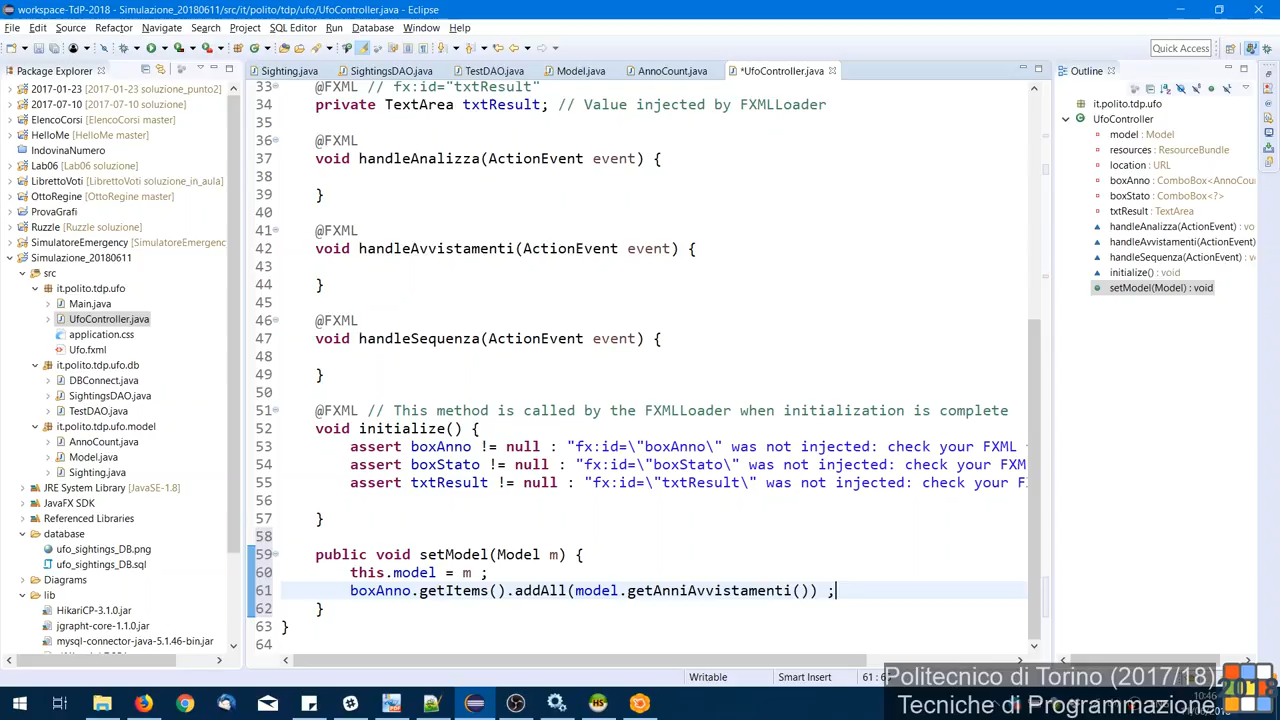 workspace-TdP-2018 - Simulazione_20180611/src/it/polito/tdp/ufo/UfoController.java - Eclipse
File Edit Source Refactor Navigate Search Project SQL Editor Run Database Window Help
Quick Access
Package Explorer
Sighting.java SightingsDAO.java TestDAO.java Model.java AnnoCount.java *UfoController.java
Outline
2017-01-23 [2017-01-23 soluzione_punto2]
2017-07-10 [2017-07-10 soluzione]
ElencoCorsi [ElencoCorsi master]
HelloMe [HelloMe master]
IndovinaNumero
Lab06 [Lab06 soluzione]
LibrettoVoti [LibrettoVoti soluzione_in_aula]
OttoRegine [OttoRegine master]
ProvaGrafi
Ruzzle [Ruzzle soluzione]
SimulatoreEmergency [SimulatoreEmergenc
Simulazione_20180611
src
it.polito.tdp.ufo
Main.java
UfoController.java
application.css
Ufo.fxml
it.polito.tdp.ufo.db
DBConnect.java
SightingsDAO.java
TestDAO.java
it.polito.tdp.ufo.model
AnnoCount.java
Model.java
Sighting.java
JRE System Library [JavaSE-1.8]
JavaFX SDK
Referenced Libraries
database
ufo_sightings_DB.png
ufo_sightings_DB.sql
Diagrams
lib
HikariCP-3.1.0.jar
jgrapht-core-1.1.0.jar
mysql-connector-java-5.1.46-bin.jar
33 @FXML // fx:id="txtResult"
34 private TextArea txtResult; // Value injected by FXMLLoader
35
36 @FXML
37 void handleAnalizza(ActionEvent event) {
38
39 }
40
41 @FXML
42 void handleAvvistamenti(ActionEvent event) {
43
44 }
45
46 @FXML
47 void handleSequenza(ActionEvent event) {
48
49 }
50
51 @FXML // This method is called by the FXMLLoader when initialization is complete
52 void initialize() {
53 assert boxAnno != null : "fx:id=\"boxAnno\" was not injected: check your FXML
54 assert boxStato != null : "fx:id=\"boxStato\" was not injected: check your FXM
55 assert txtResult != null : "fx:id=\"txtResult\" was not injected: check your F
56
57 }
58
59 public void setModel(Model m) {
60 this.model = m ;
61 boxAnno.getItems().addAll(model.getAnniAvvistamenti()) ;
62 }
63 }
64
it.polito.tdp.ufo
UfoController
model : Model
resources : ResourceBundle
location : URL
boxAnno : ComboBox<AnnoCou
boxStato : ComboBox<?>
txtResult : TextArea
handleAnalizza(ActionEvent) : vo
handleAvvistamenti(ActionEvent)
handleSequenza(ActionEvent) : v
initialize() : void
setModel(Model) : void
Writable Smart Insert 61 : 6
Politecnico di Torino (2017/18)
Tecniche di Programmazione
2018
10:46